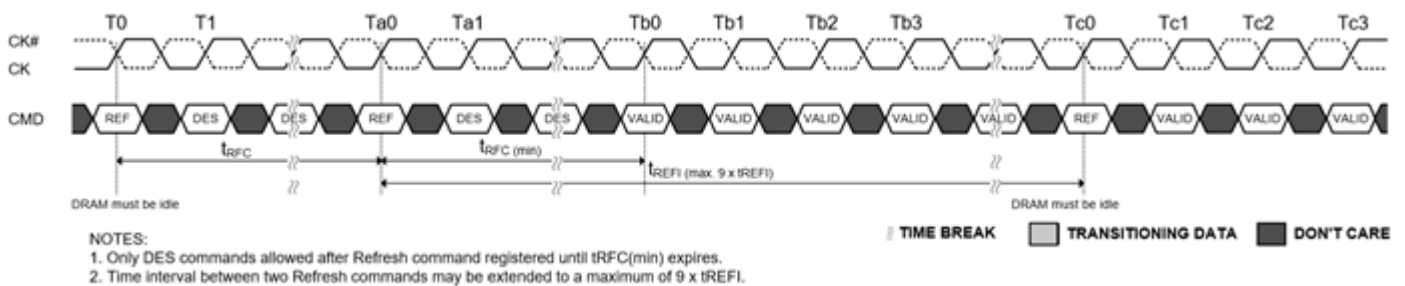 T0 T1 Ta0 Ta1 Tb0 Tb1 Tb2 Tb3 Tc0 Tc1 Tc2 Tc3
CK#
CK
CMD REF DES DES REF DES DES VALID VALID VALID VALID VALID REF VALID VALID VALID
tRFC tRFC (min)
tREFI (max. 9 x tREFI)
DRAM must be idle DRAM must be idle
TIME BREAK TRANSITIONING DATA DON'T CARE
NOTES:
1. Only DES commands allowed after Refresh command registered until tRFC(min) expires.
2. Time interval between two Refresh commands may be extended to a maximum of 9 x tREFI.